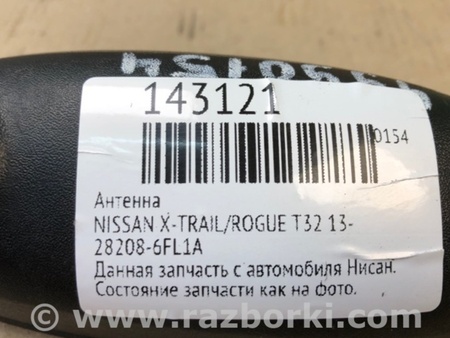 143121
0154
Антенна
NISSAN X-TRAIL/ROGUE T32 13-
28208-6FL1A
Данная запчасть с автомобиля Нисан.
Состояние запчасти как на фото.
www.razborki.com